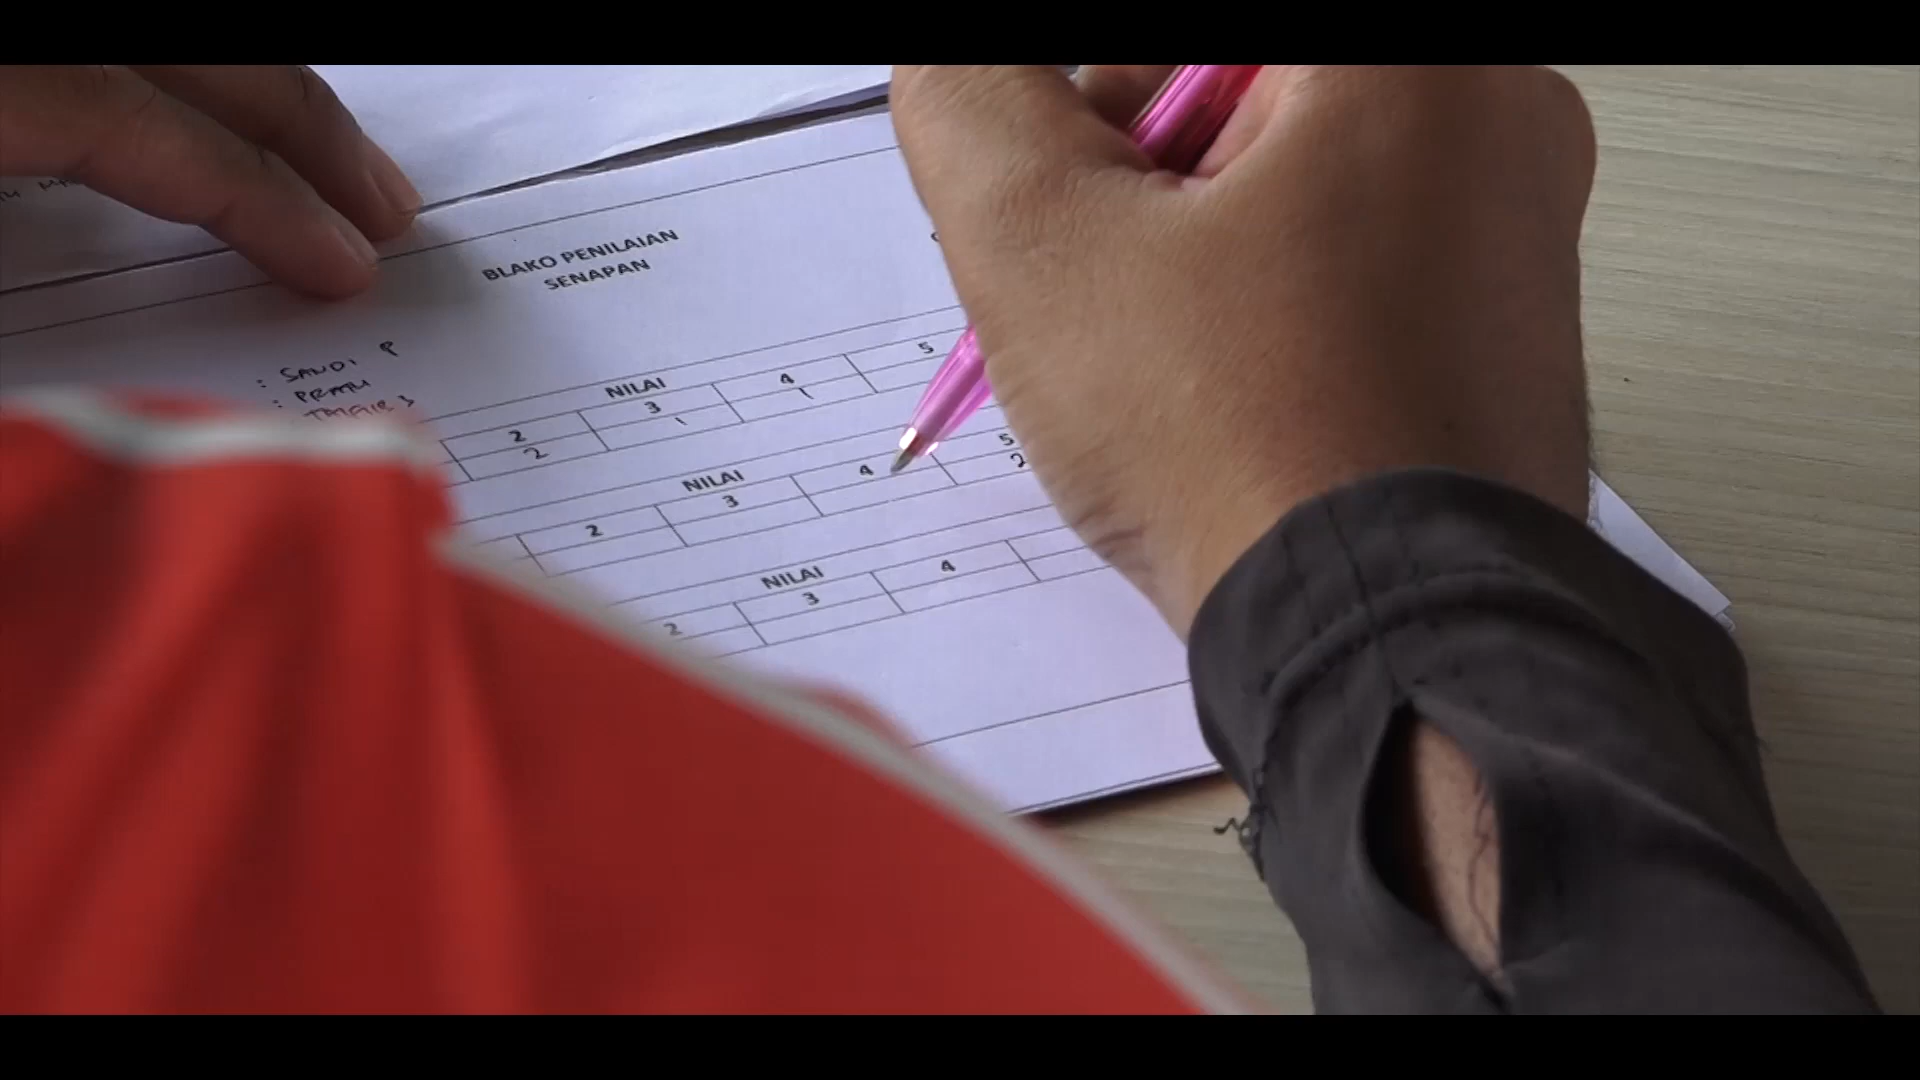 BLAKO PENILAIAN
SENAPAN
: SANDI P
: PRATU
NILAI
2 3 4 5
2 1 1
NILAI
2 3 4 5
2
NILAI
2 3 4